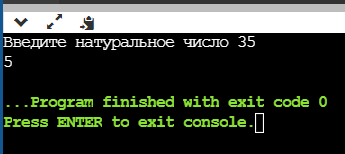 Введите натуральное число 35
5
...Program finished with exit code 0
Press ENTER to exit console.